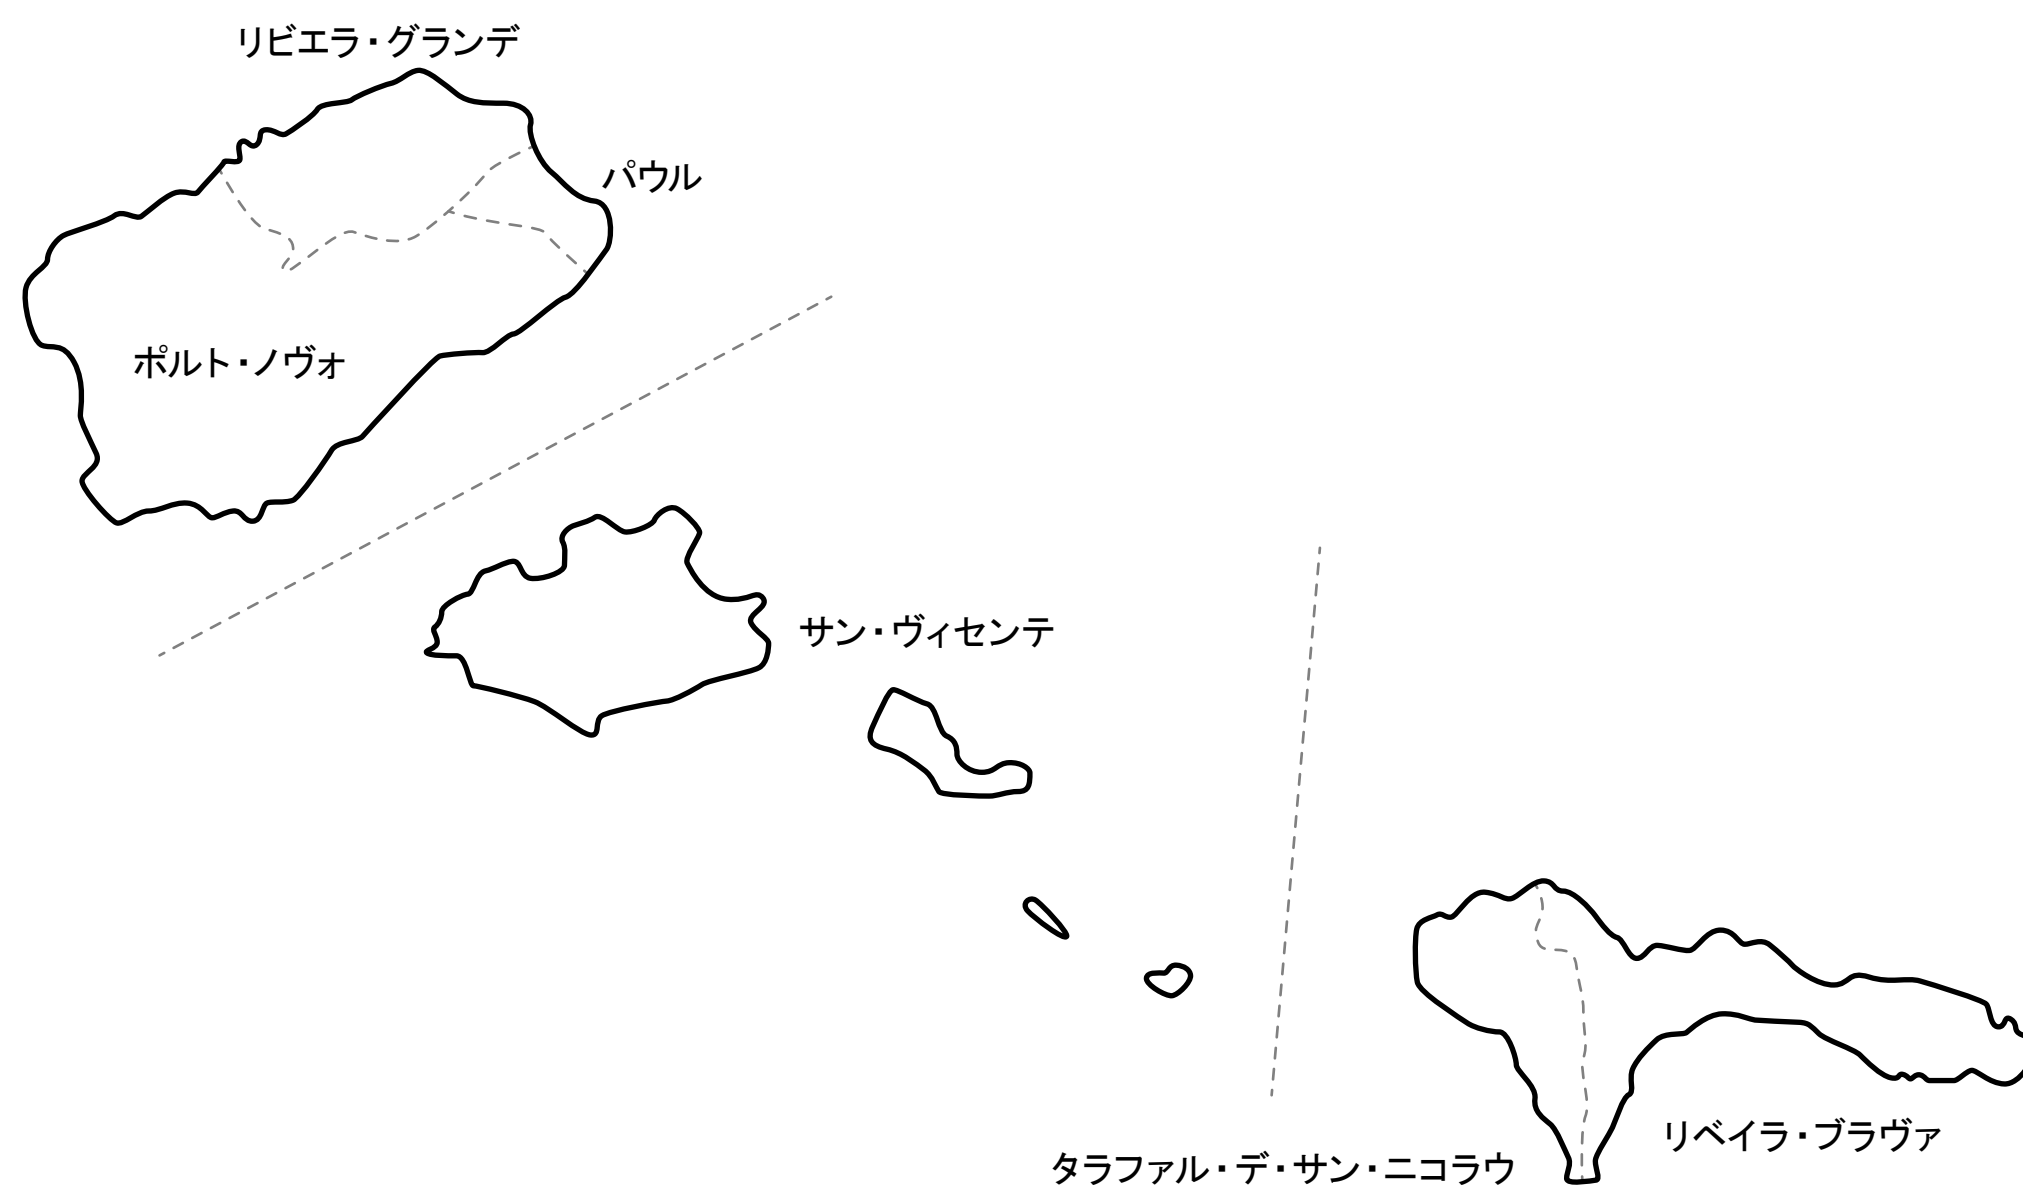 リビエラ・グランデ
パウル
ポルト・ノヴォ
サン・ヴィセンテ
リベイラ・ブラヴァ
タラファル・デ・サン・ニコラウ